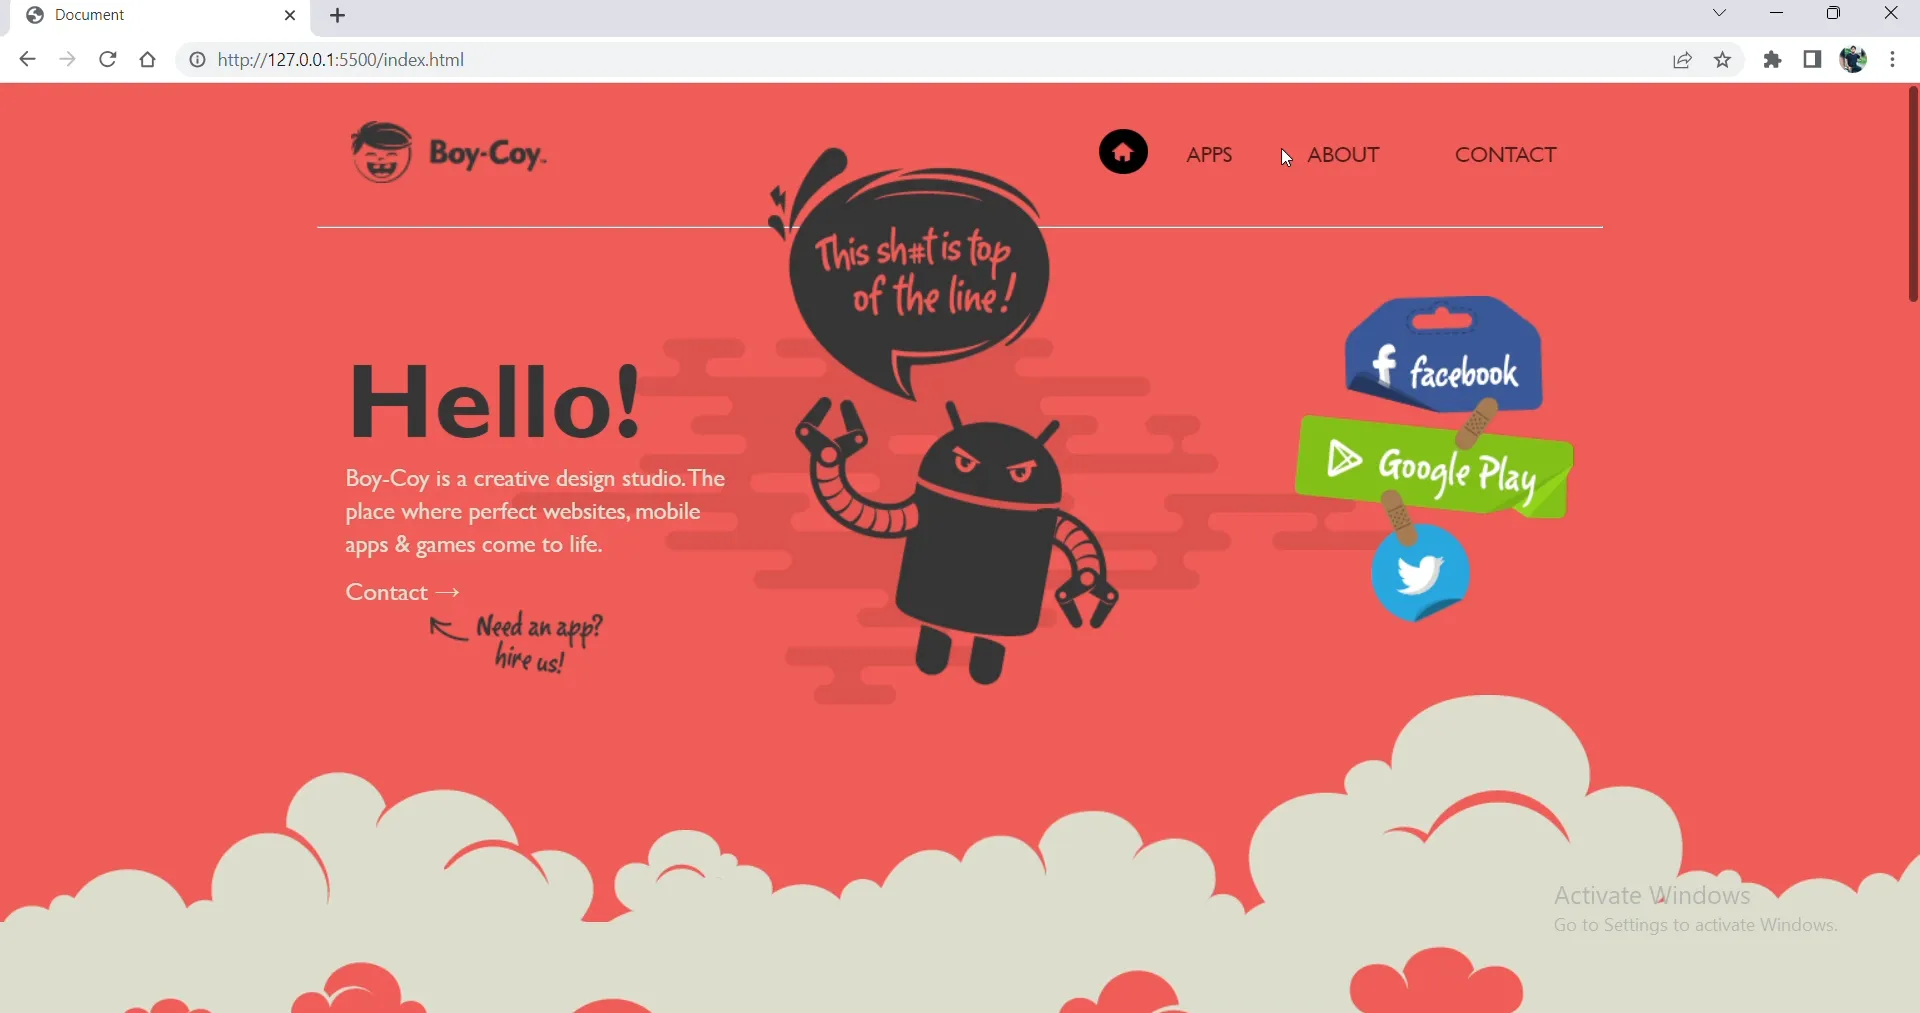 Document
http://127.0.0.1:5500/index.html
Boy-Coy
APPS
ABOUT
CONTACT
This sh#t is top
of the line!
facebook
Google Play
Hello!
Boy-Coy is a creative design studio. The
place where perfect websites, mobile
apps & games come to life.
Contact →
Need an app?
hire us!
Activate Windows
Go to Settings to activate Windows.